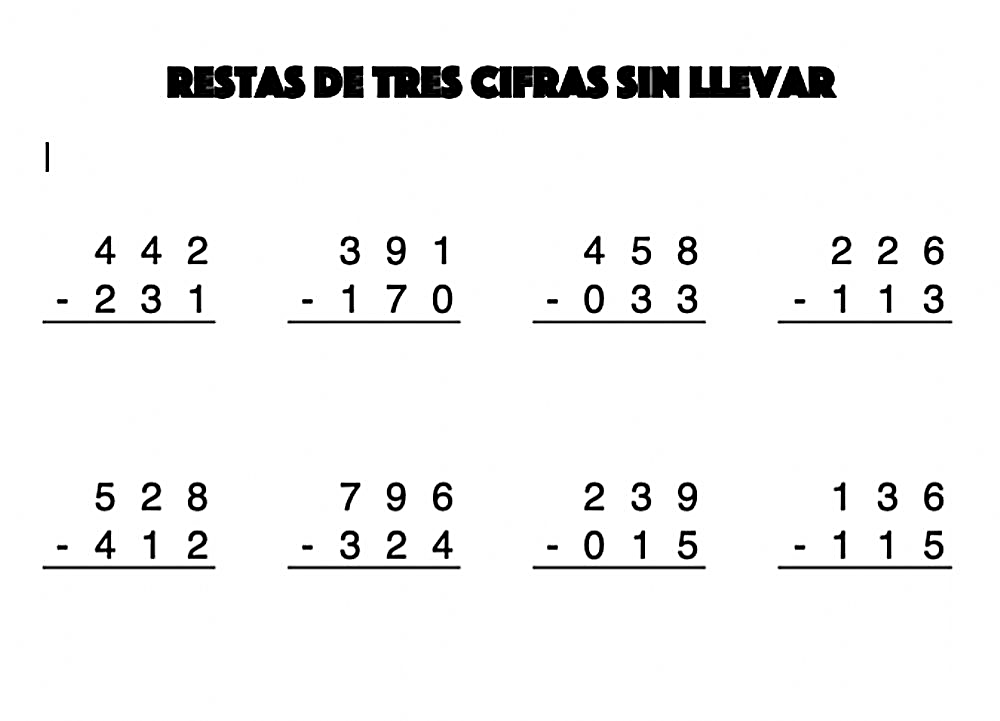 RESTAS DE TRES CIFRAS SIN LLEVAR
|
4 4 2 3 9 1 4 5 8 2 2 6
- 2 3 1 - 1 7 0 - 0 3 3 - 1 1 3
5 2 8 7 9 6 2 3 9 1 3 6
- 4 1 2 - 3 2 4 - 0 1 5 - 1 1 5